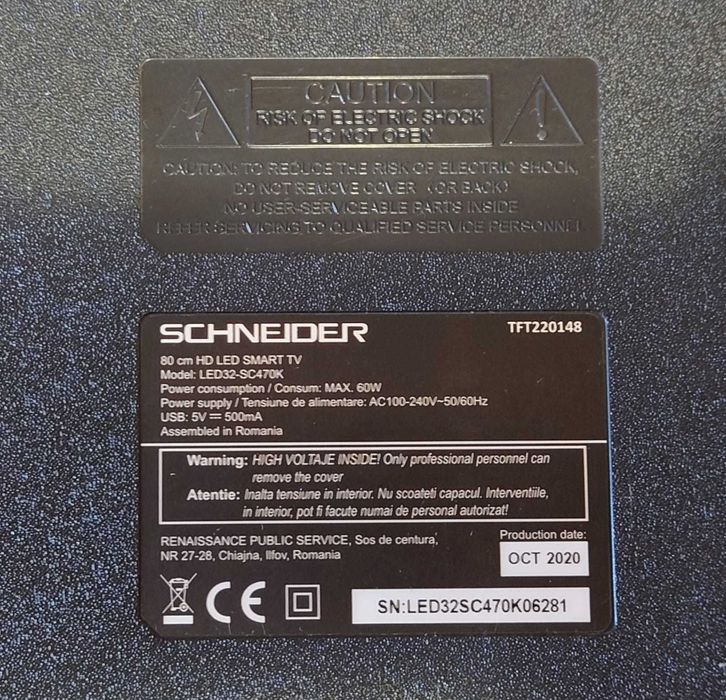 CAUTION
RISK OF ELECTRIC SHOCK
DO NOT OPEN
CAUTION: TO REDUCE THE RISK OF ELECTRIC SHOCK,
DO NOT REMOVE COVER (OR BACK)
NO USER-SERVICEABLE PARTS INSIDE
REFER SERVICING TO QUALIFIED SERVICE PERSONNEL
SCHNEIDER
TFT220148
80 cm HD LED SMART TV
Model: LED32-SC470K
Power consumption / Consum: MAX. 60W
Power supply / Tensiune de alimentare: AC100-240V~50/60Hz
USB: 5V ⎓ 500mA
Assembled in Romania
Warning: HIGH VOLTAJE INSIDE! Only professional personnel can
remove the cover
Atentie: Inalta tensiune in interior. Nu scoateti capacul. Interventiile,
in interior, pot fi facute numai de personal autorizat!
RENAISSANCE PUBLIC SERVICE, Sos de centura,
NR 27-28, Chiajna, Ilfov, Romania
Production date:
OCT 2020
CE
SN:LED32SC470K06281